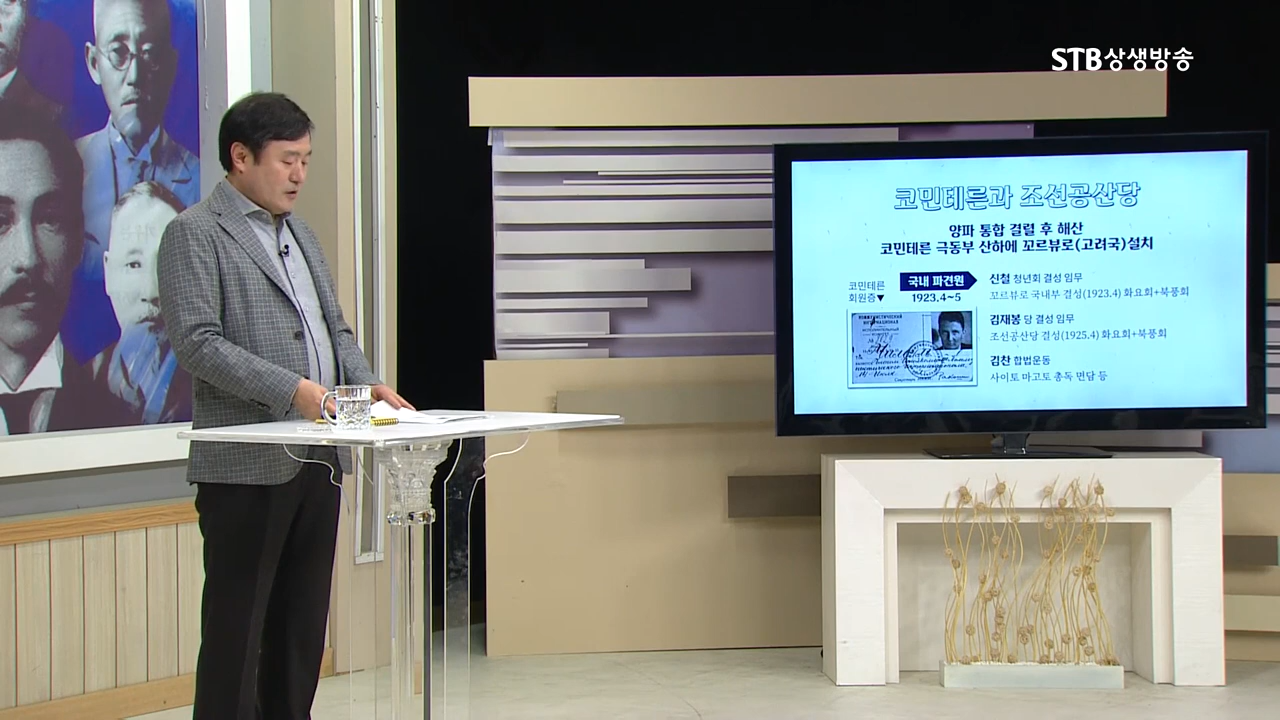 STB상생방송
코민테른과 조선공산당
양파 통합 결렬 후 해산
코민테른 극동부 산하에 꼬르뷰로(고려국)설치
코민테른
회원증▼
국내 파견원
1923.4~5
신철 청년회 결성 임무
꼬르뷰로 국내부 결성(1923.4) 화요회+북풍회
김재봉 당 결성 임무
조선공산당 결성(1925.4) 화요회+북풍회
김찬 합법운동
사이토 마고토 총독 면담 등